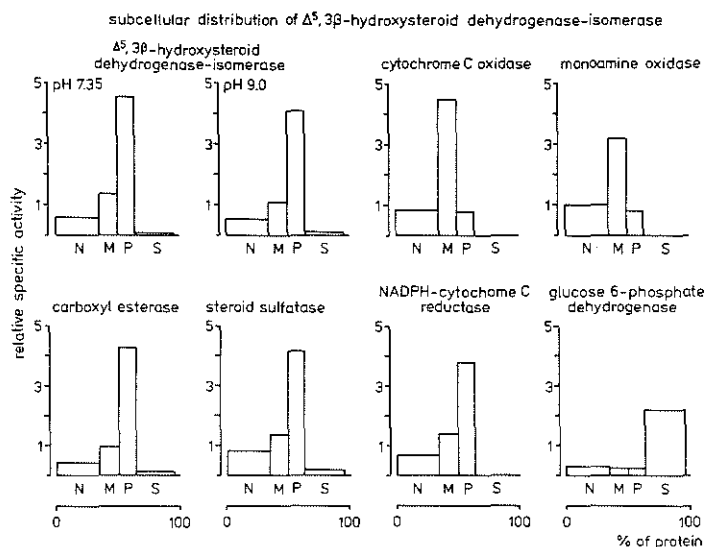 subcellular distribution of Δ⁵,3β-hydroxysteroid dehydrogenase-isomerase
Δ⁵,3β-hydroxysteroid
dehydrogenase-isomerase
cytochrome C oxidase
monoamine oxidase
5 pH 7.35
3
1
N M P S
5 pH 9.0
3
1
N M P S
5
3
1
N M P S
5
3
1
N M P S
relative specific activity
carboxyl esterase
steroid sulfatase
NADPH-cytochome C
reductase
glucose 6-phosphate
dehydrogenase
5
3
1
N M P S
5
3
1
N M P S
5
3
1
N M P S
5
3
1
N M P S
0 100
0 100
0 100
0 100
% of protein